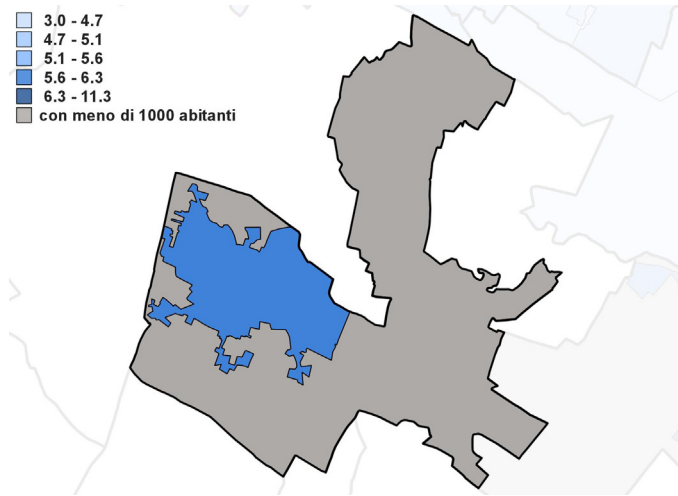 3.0 - 4.7
4.7 - 5.1
5.1 - 5.6
5.6 - 6.3
6.3 - 11.3
con meno di 1000 abitanti